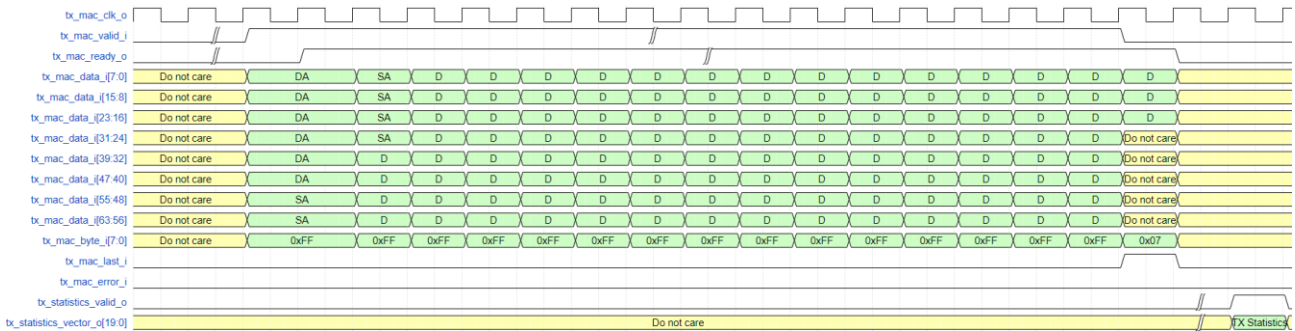 tx_mac_clk_o
tx_mac_valid_i
tx_mac_ready_o
tx_mac_data_i[7:0] Do not care DA SA D D D D D D D D D D D D D D
tx_mac_data_i[15:8] Do not care DA SA D D D D D D D D D D D D D D
tx_mac_data_i[23:16] Do not care DA SA D D D D D D D D D D D D D D
tx_mac_data_i[31:24] Do not care DA SA D D D D D D D D D D D D D Do not care
tx_mac_data_i[39:32] Do not care DA D D D D D D D D D D D D D D Do not care
tx_mac_data_i[47:40] Do not care DA D D D D D D D D D D D D D D Do not care
tx_mac_data_i[55:48] Do not care SA D D D D D D D D D D D D D D Do not care
tx_mac_data_i[63:56] Do not care SA D D D D D D D D D D D D D D Do not care
tx_mac_byte_i[7:0] Do not care 0xFF 0xFF 0xFF 0xFF 0xFF 0xFF 0xFF 0xFF 0xFF 0xFF 0xFF 0xFF 0xFF 0xFF 0xFF 0x07
tx_mac_last_i
tx_mac_error_i
tx_statistics_valid_o
tx_statistics_vector_o[19:0] Do not care TX Statistics